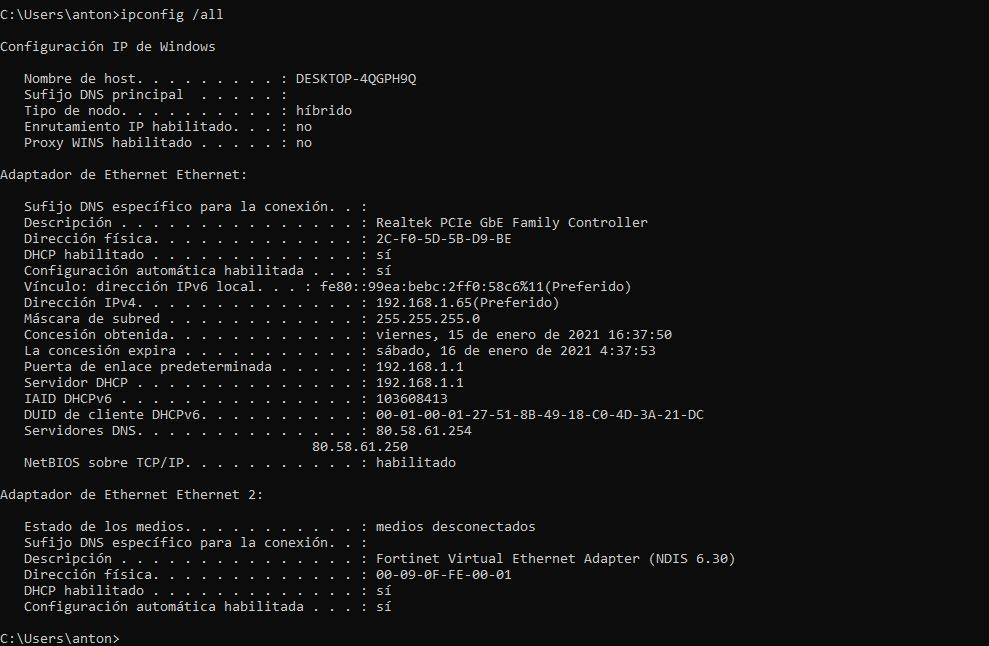 C:\Users\anton>ipconfig /all
Configuración IP de Windows
Nombre de host. . . . . . . . . : DESKTOP-4QGPH9Q
Sufijo DNS principal  . . . . . :
Tipo de nodo. . . . . . . . . . : híbrido
Enrutamiento IP habilitado. . . : no
Proxy WINS habilitado . . . . . : no
Adaptador de Ethernet Ethernet:
Sufijo DNS específico para la conexión. . :
Descripción . . . . . . . . . . . . . . . : Realtek PCIe GbE Family Controller
Dirección física. . . . . . . . . . . . . : 2C-F0-5D-5B-D9-BE
DHCP habilitado . . . . . . . . . . . . . : sí
Configuración automática habilitada . . . : sí
Vínculo: dirección IPv6 local. . . : fe80::99ea:bebc:2ff0:58c6%11(Preferido)
Dirección IPv4. . . . . . . . . . . . . . : 192.168.1.65(Preferido)
Máscara de subred . . . . . . . . . . . . : 255.255.255.0
Concesión obtenida. . . . . . . . . . . . : viernes, 15 de enero de 2021 16:37:50
La concesión expira . . . . . . . . . . . : sábado, 16 de enero de 2021 4:37:53
Puerta de enlace predeterminada . . . . . : 192.168.1.1
Servidor DHCP . . . . . . . . . . . . . . : 192.168.1.1
IAID DHCPv6 . . . . . . . . . . . . . . . : 103608413
DUID de cliente DHCPv6. . . . . . . . . . : 00-01-00-01-27-51-8B-49-18-C0-4D-3A-21-DC
Servidores DNS. . . . . . . . . . . . . . : 80.58.61.254
80.58.61.250
NetBIOS sobre TCP/IP. . . . . . . . . . . : habilitado
Adaptador de Ethernet Ethernet 2:
Estado de los medios. . . . . . . . . . . : medios desconectados
Sufijo DNS específico para la conexión. . :
Descripción . . . . . . . . . . . . . . . : Fortinet Virtual Ethernet Adapter (NDIS 6.30)
Dirección física. . . . . . . . . . . . . : 00-09-0F-FE-00-01
DHCP habilitado . . . . . . . . . . . . . : sí
Configuración automática habilitada . . . : sí
C:\Users\anton>